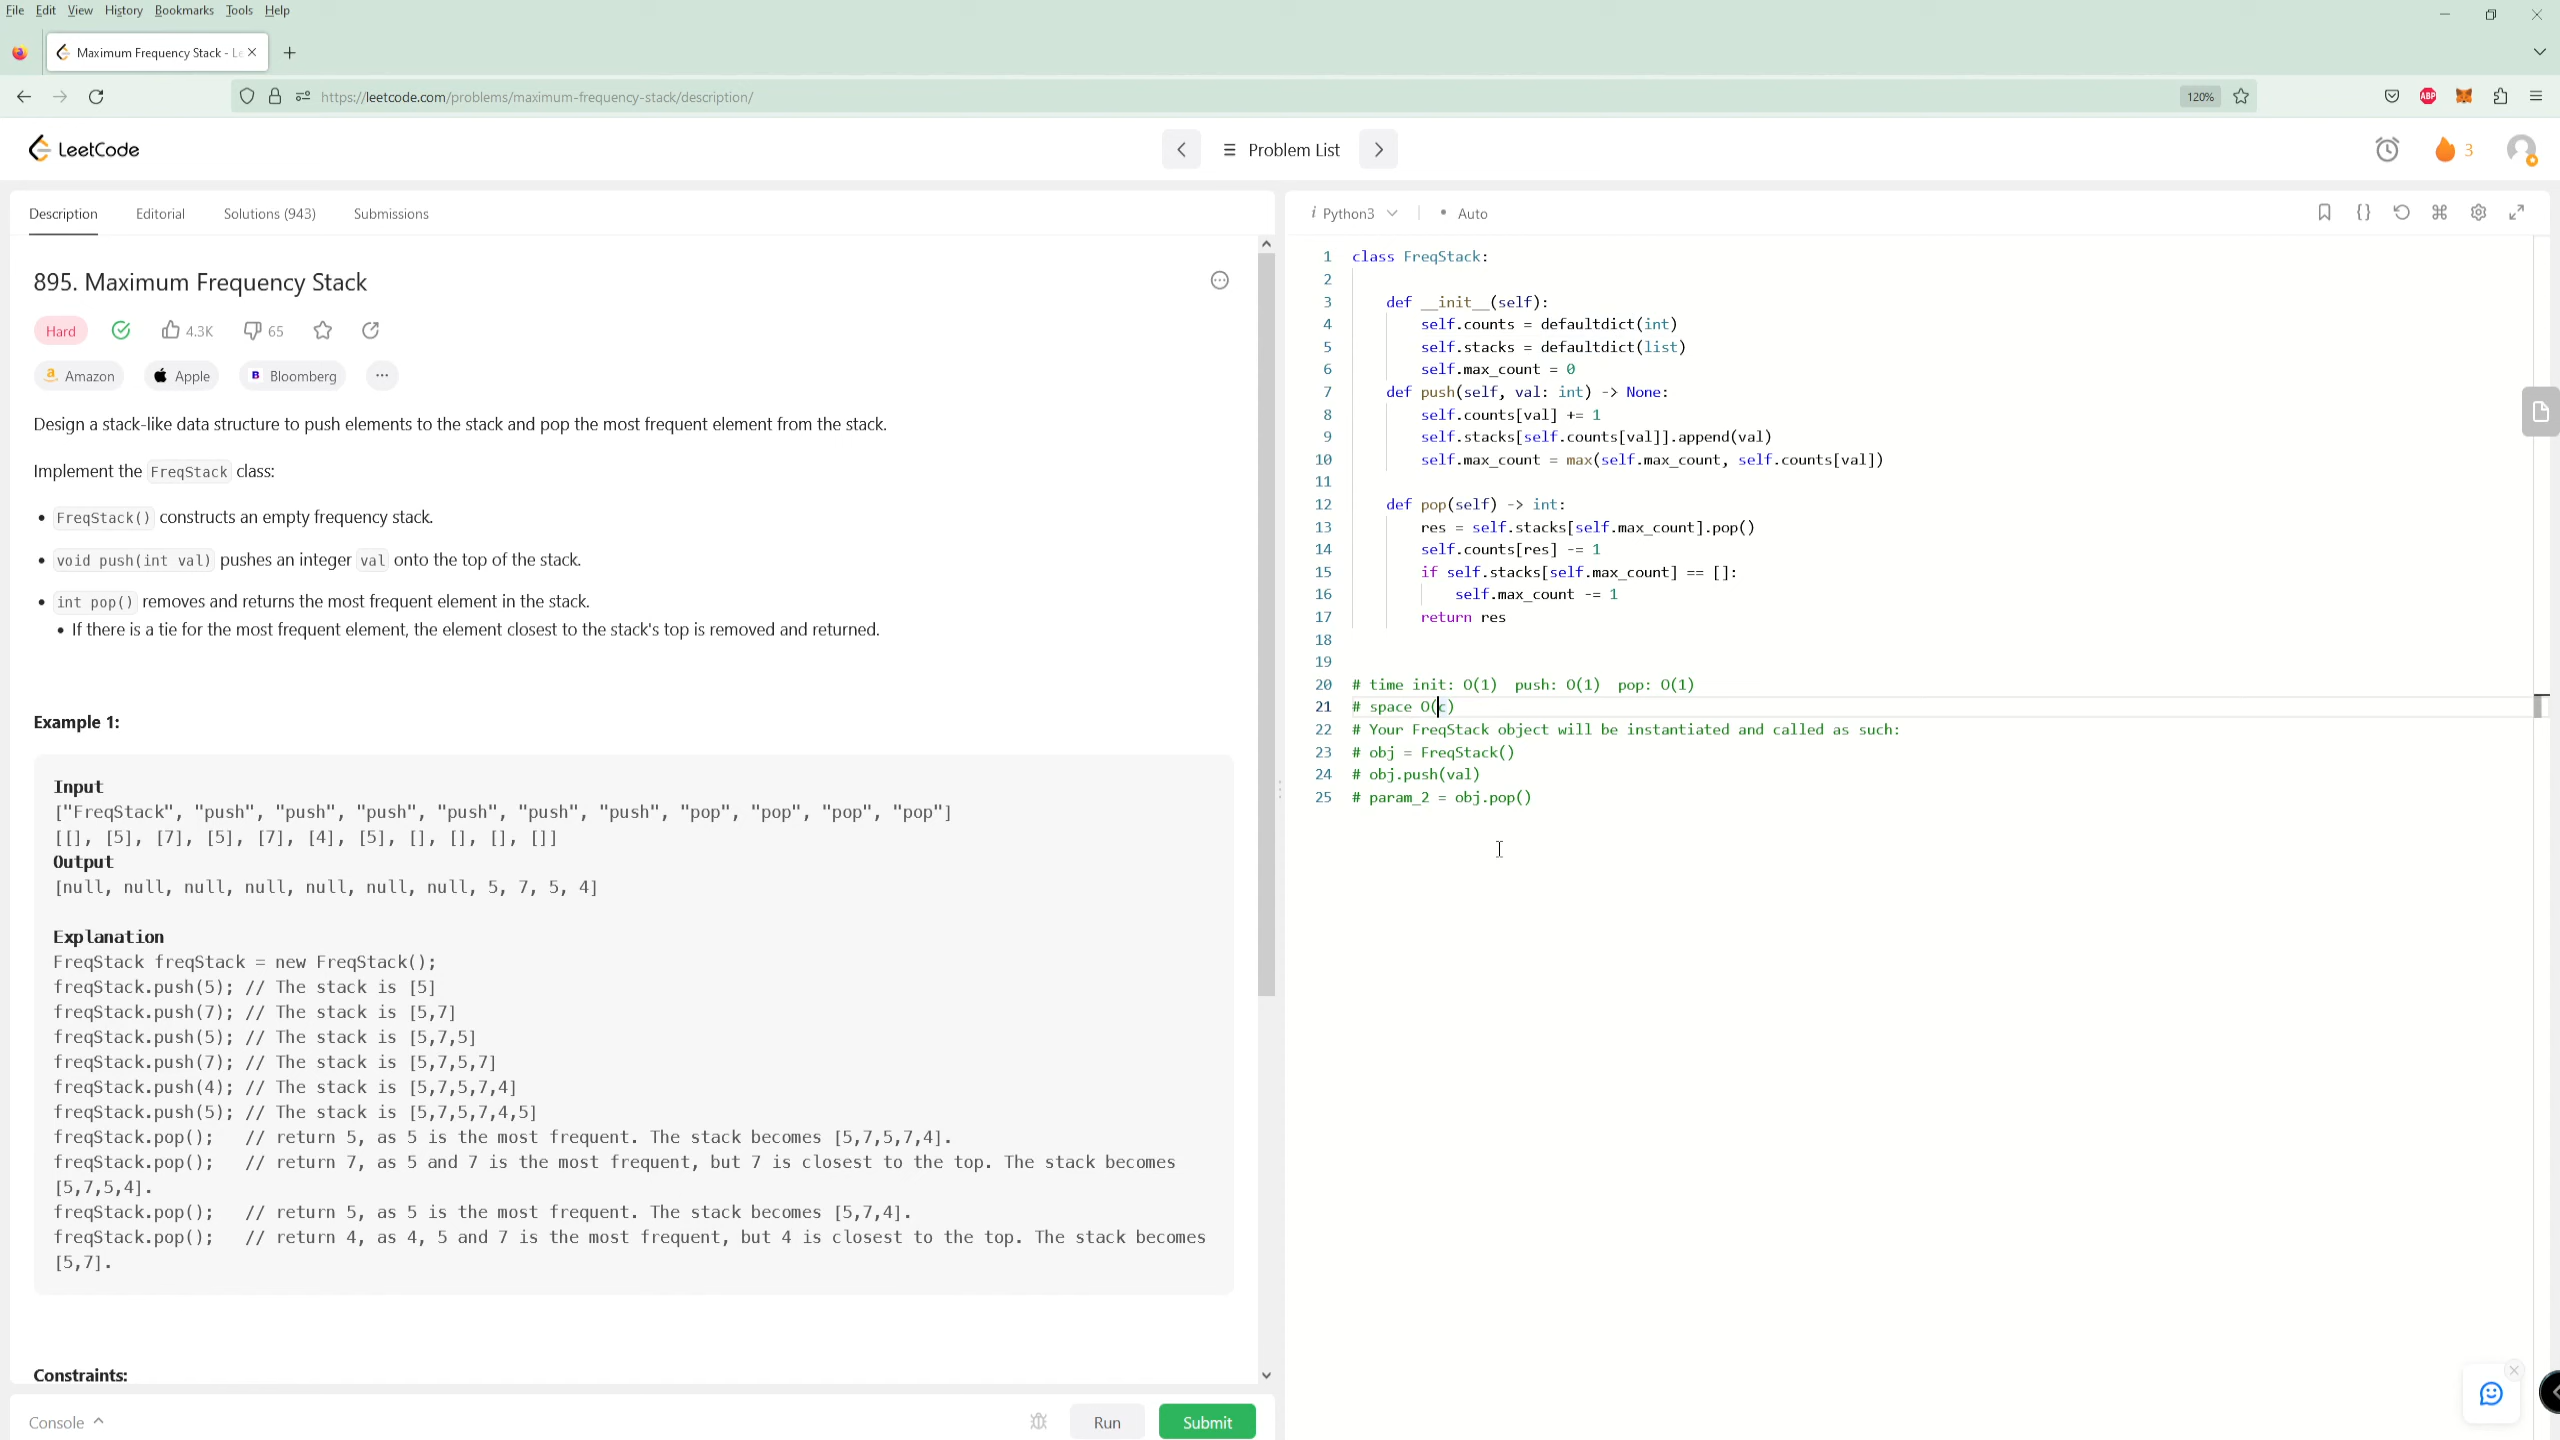 File Edit View History Bookmarks Tools Help
Maximum Frequency Stack - Le
https://leetcode.com/problems/maximum-frequency-stack/description/
120%
ABP
LeetCode
Problem List
3
Description Editorial Solutions (943) Submissions
895. Maximum Frequency Stack
Hard 4.3K 65
Amazon Apple Bloomberg
Design a stack-like data structure to push elements to the stack and pop the most frequent element from the stack.
Implement the FreqStack class:
• FreqStack() constructs an empty frequency stack.
• void push(int val) pushes an integer val onto the top of the stack.
• int pop() removes and returns the most frequent element in the stack.
• If there is a tie for the most frequent element, the element closest to the stack's top is removed and returned.
Example 1:
Input
["FreqStack", "push", "push", "push", "push", "push", "push", "pop", "pop", "pop", "pop"]
[[], [5], [7], [5], [7], [4], [5], [], [], [], []]
Output
[null, null, null, null, null, null, null, 5, 7, 5, 4]
Explanation
FreqStack freqStack = new FreqStack();
freqStack.push(5); // The stack is [5]
freqStack.push(7); // The stack is [5,7]
freqStack.push(5); // The stack is [5,7,5]
freqStack.push(7); // The stack is [5,7,5,7]
freqStack.push(4); // The stack is [5,7,5,7,4]
freqStack.push(5); // The stack is [5,7,5,7,4,5]
freqStack.pop();   // return 5, as 5 is the most frequent. The stack becomes [5,7,5,7,4].
freqStack.pop();   // return 7, as 5 and 7 is the most frequent, but 7 is closest to the top. The stack becomes
[5,7,5,4].
freqStack.pop();   // return 5, as 5 is the most frequent. The stack becomes [5,7,4].
freqStack.pop();   // return 4, as 4, 5 and 7 is the most frequent, but 4 is closest to the top. The stack becomes
[5,7].
Constraints:
Console Run Submit
Python3 • Auto
1 class FreqStack:
2
3 def __init__(self):
4 self.counts = defaultdict(int)
5 self.stacks = defaultdict(list)
6 self.max_count = 0
7 def push(self, val: int) -> None:
8 self.counts[val] += 1
9 self.stacks[self.counts[val]].append(val)
10 self.max_count = max(self.max_count, self.counts[val])
11
12 def pop(self) -> int:
13 res = self.stacks[self.max_count].pop()
14 self.counts[res] -= 1
15 if self.stacks[self.max_count] == []:
16 self.max_count -= 1
17 return res
18
19
20 # time init: O(1)  push: O(1)  pop: O(1)
21 # space O(c)
22 # Your FreqStack object will be instantiated and called as such:
23 # obj = FreqStack()
24 # obj.push(val)
25 # param_2 = obj.pop()